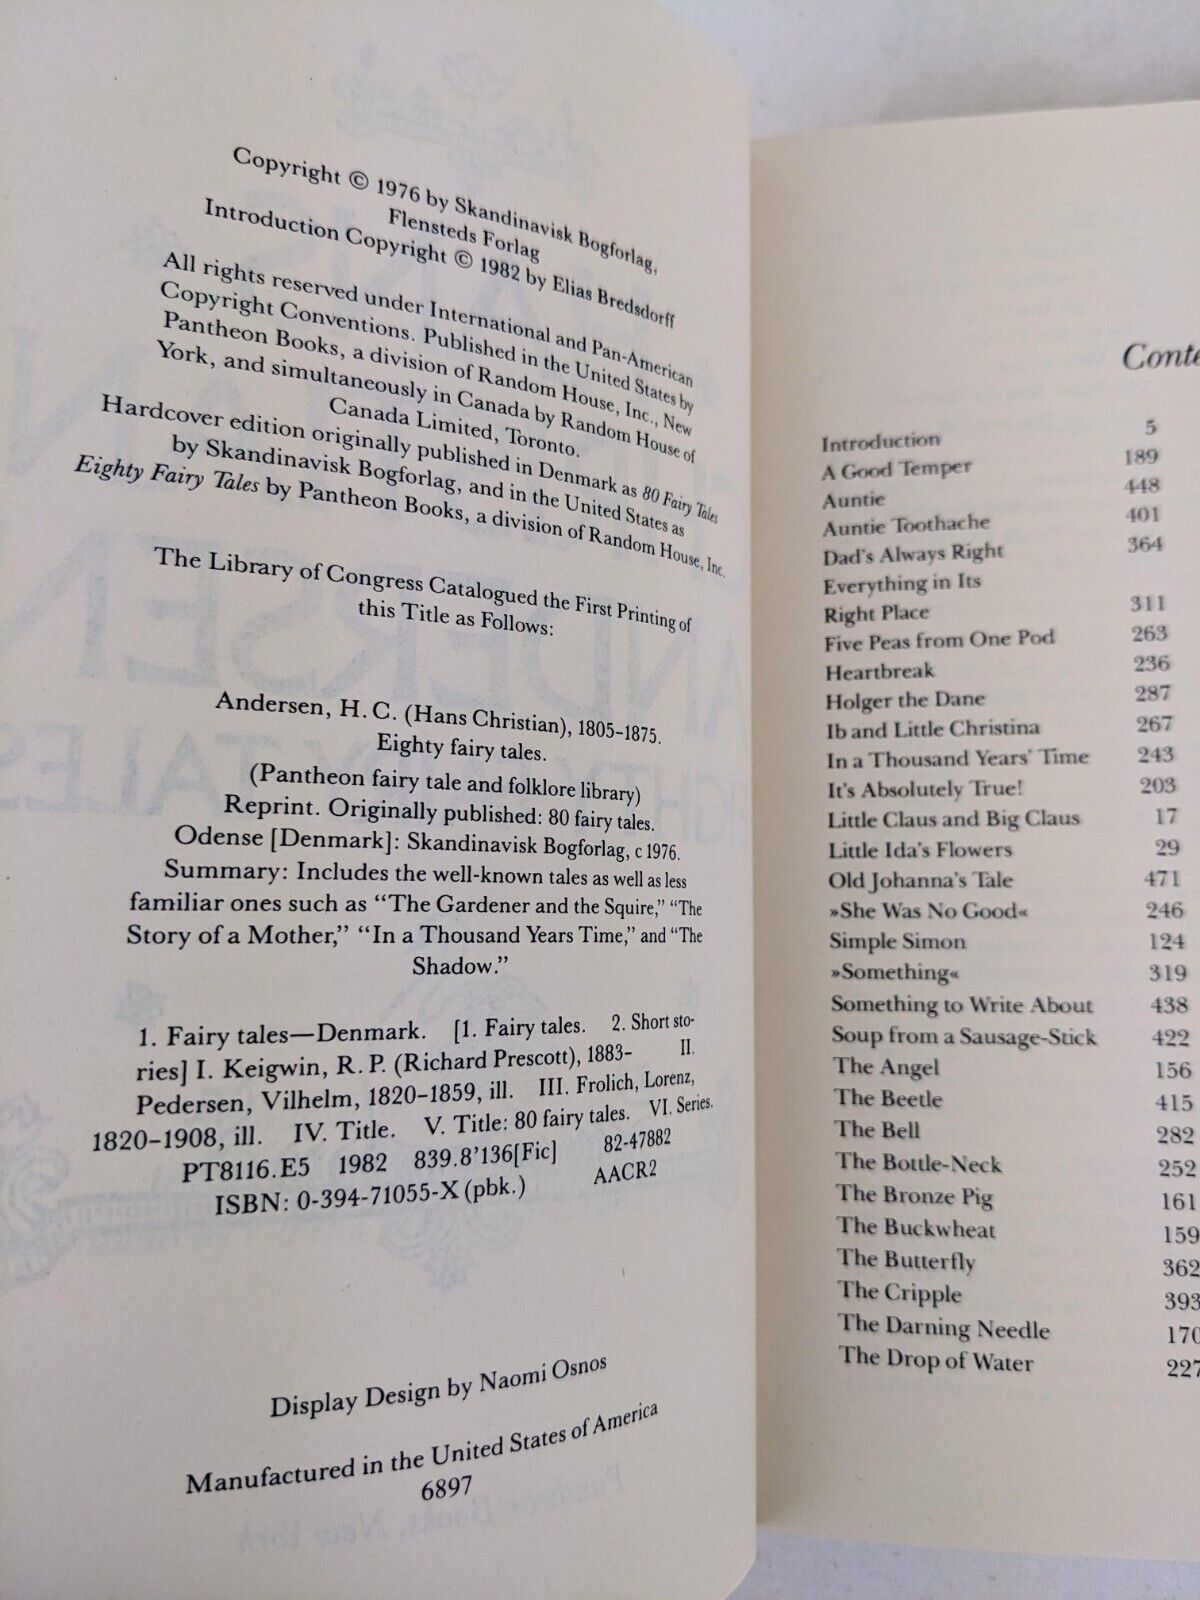 Copyright © 1976 by Skandinavisk Bogforlag,
Flensteds Forlag
Introduction Copyright © 1982 by Elias Bredsdorff
All rights reserved under International and Pan-American
Copyright Conventions. Published in the United States by
Pantheon Books, a division of Random House, Inc., New
York, and simultaneously in Canada by Random House of
Canada Limited, Toronto.
Hardcover edition originally published in Denmark as 80 Fairy Tales
by Skandinavisk Bogforlag, and in the United States as
Eighty Fairy Tales by Pantheon Books, a division of Random House, Inc.
The Library of Congress Catalogued the First Printing of
this Title as Follows:
Andersen, H. C. (Hans Christian), 1805–1875.
Eighty fairy tales.
(Pantheon fairy tale and folklore library)
Reprint. Originally published: 80 fairy tales.
Odense [Denmark]: Skandinavisk Bogforlag, c 1976.
Summary: Includes the well-known tales as well as less
familiar ones such as “The Gardener and the Squire,” “The
Story of a Mother,” “In a Thousand Years Time,” and “The
Shadow.”
1. Fairy tales—Denmark. [1. Fairy tales. 2. Short sto-
ries] I. Keigwin, R. P. (Richard Prescott), 1883– II.
Pedersen, Vilhelm, 1820–1859, ill. III. Frolich, Lorenz,
1820–1908, ill. IV. Title. V. Title: 80 fairy tales. VI. Series.
PT8116.E5 1982 839.8’136[Fic] 82-47882
ISBN: 0-394-71055-X (pbk.) AACR2
Display Design by Naomi Osnos
Manufactured in the United States of America
6897
Conte
Introduction 5
A Good Temper 189
Auntie 448
Auntie Toothache 401
Dad's Always Right 364
Everything in Its
Right Place 311
Five Peas from One Pod 263
Heartbreak 236
Holger the Dane 287
Ib and Little Christina 267
In a Thousand Years' Time 243
It's Absolutely True! 203
Little Claus and Big Claus 17
Little Ida's Flowers 29
Old Johanna's Tale 471
»She Was No Good« 246
Simple Simon 124
»Something« 319
Something to Write About 438
Soup from a Sausage-Stick 422
The Angel 156
The Beetle 415
The Bell 282
The Bottle-Neck 252
The Bronze Pig 161
The Buckwheat 159
The Butterfly 362
The Cripple 393
The Darning Needle 170
The Drop of Water 227